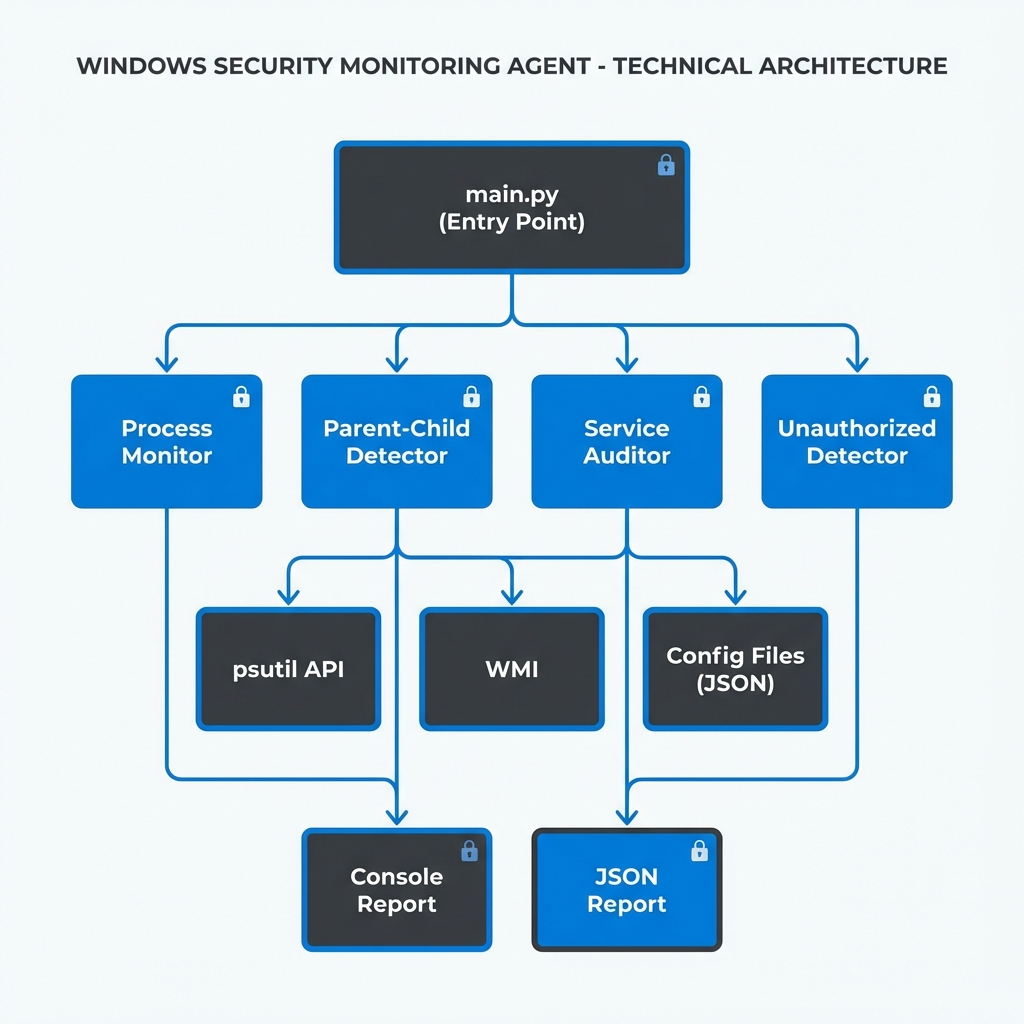 WINDOWS SECURITY MONITORING AGENT - TECHNICAL ARCHITECTURE
main.py
(Entry Point)
Process
Monitor
Parent-Child
Detector
Service
Auditor
Unauthorized
Detector
psutil API
WMI
Config Files
(JSON)
Console
Report
JSON
Report